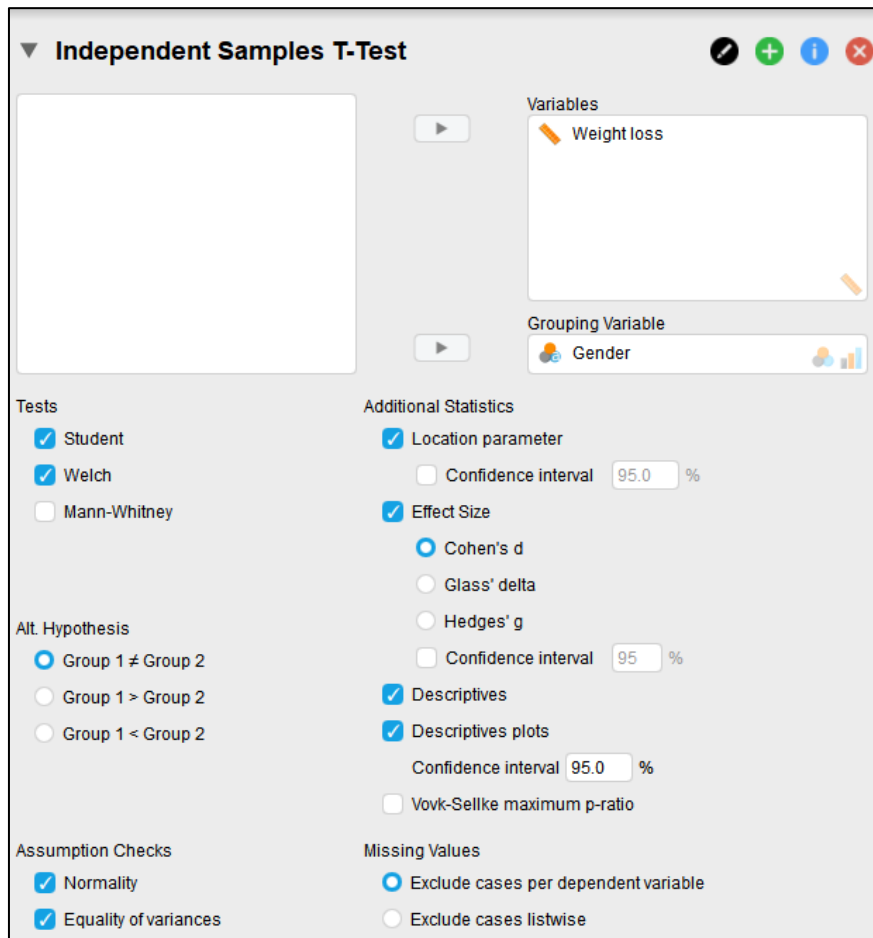 Independent Samples T-Test
Variables
Weight loss
Grouping Variable
Gender
Tests
Student
Welch
Mann-Whitney
Alt. Hypothesis
Group 1 ≠ Group 2
Group 1 > Group 2
Group 1 < Group 2
Assumption Checks
Normality
Equality of variances
Additional Statistics
Location parameter
Confidence interval 95.0 %
Effect Size
Cohen's d
Glass' delta
Hedges' g
Confidence interval 95 %
Descriptives
Descriptives plots
Confidence interval 95.0 %
Vovk-Sellke maximum p-ratio
Missing Values
Exclude cases per dependent variable
Exclude cases listwise